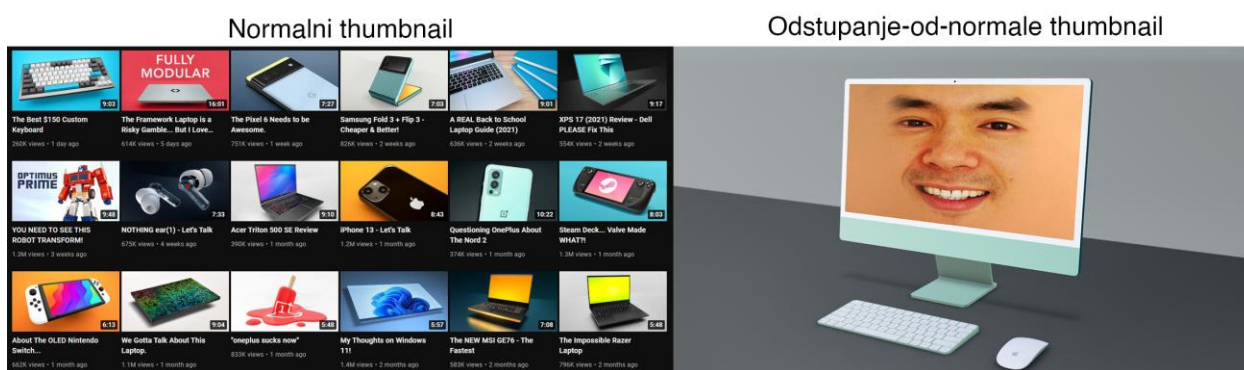 Normalni thumbnail
Odstupanje-od-normale thumbnail
FULLY
MODULAR
9:03
16:01
7:27
7:03
9:01
9:17
The Best $150 Custom
Keyboard
260K views • 1 day ago
The Framework Laptop is a
Risky Gamble... But I Love...
614K views • 5 days ago
The Pixel 6 Needs to be
Awesome.
751K views • 1 week ago
Samsung Fold 3 + Flip 3 -
Cheaper & Better!
826K views • 2 weeks ago
A REAL Back to School
Laptop Guide (2021)
636K views • 2 weeks ago
XPS 17 (2021) Review - Dell
PLEASE Fix This
554K views • 2 weeks ago
OPTIMUS
PRIME
9:48
7:33
9:10
8:43
10:22
8:03
YOU NEED TO SEE THIS
ROBOT TRANSFORM!
1.3M views • 3 weeks ago
NOTHING ear(1) - Let's Talk
675K views • 4 weeks ago
Acer Triton 500 SE Review
390K views • 1 month ago
iPhone 13 - Let's Talk
1.2M views • 1 month ago
Questioning OnePlus About
The Nord 2
374K views • 1 month ago
Steam Deck... Valve Made
WHAT?!
1.3M views • 1 month ago
6:13
9:04
5:48
5:57
7:08
5:48
About The OLED Nintendo
Switch...
662K views • 1 month ago
We Gotta Talk About This
Laptop.
1.1M views • 1 month ago
"oneplus sucks now"
833K views • 1 month ago
My Thoughts on Windows
11!
1.4M views • 2 months ago
The NEW MSI GE76 - The
Fastest
583K views • 2 months ago
The Impossible Razer
Laptop
796K views • 2 months ago